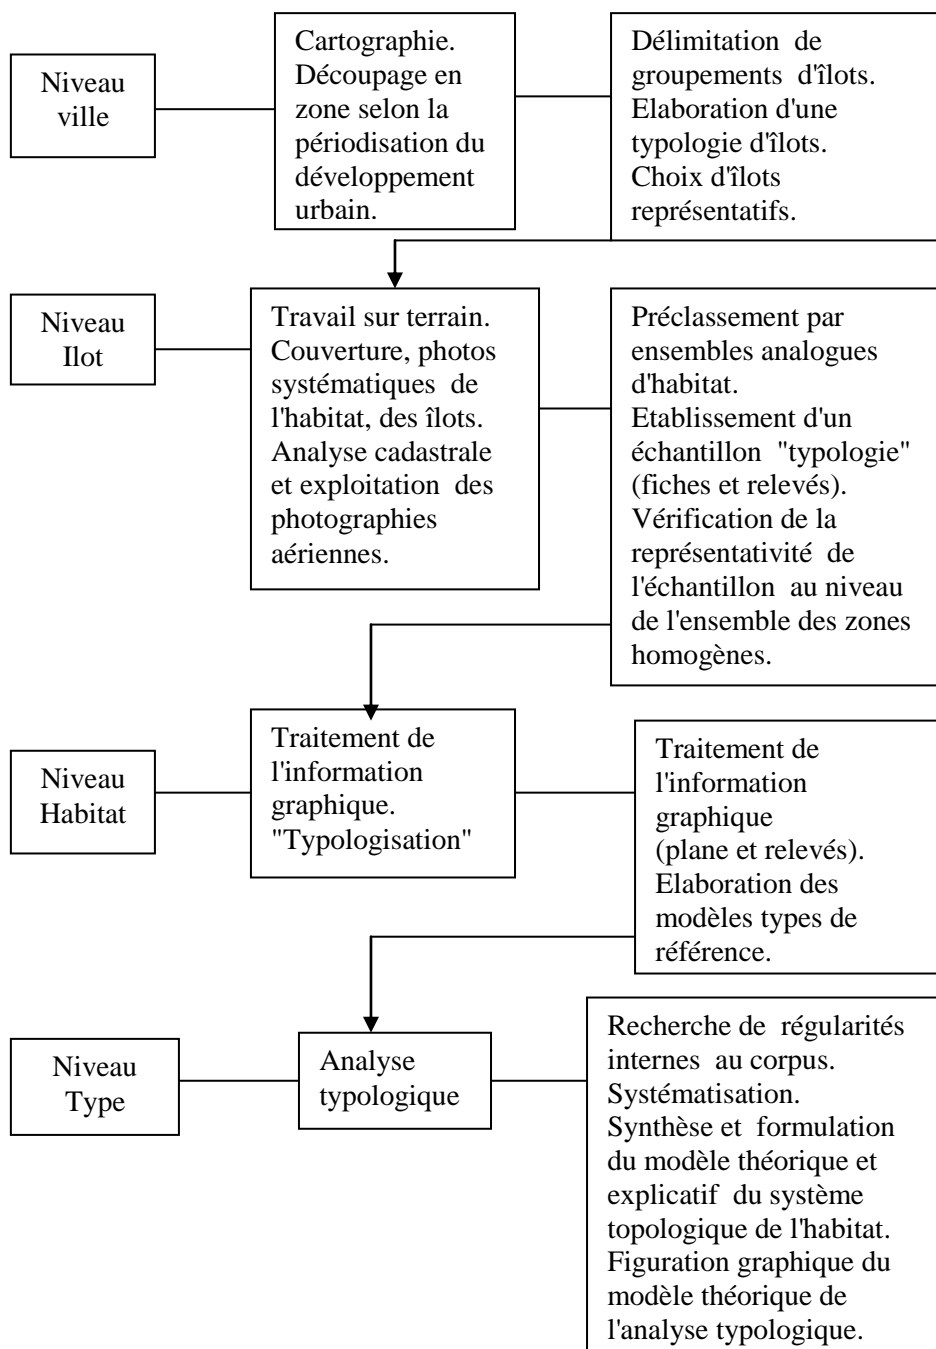 Niveau
ville
Cartographie.
Découpage en
zone selon la
périodisation du
développement
urbain.
Délimitation de
groupements d'îlots.
Elaboration d'une
typologie d'îlots.
Choix d'îlots
représentatifs.
Niveau
Ilot
Travail sur terrain.
Couverture, photos
systématiques de
l'habitat, des îlots.
Analyse cadastrale
et exploitation des
photographies
aériennes.
Préclassement par
ensembles analogues
d'habitat.
Etablissement d'un
échantillon "typologie"
(fiches et relevés).
Vérification de la
représentativité de
l'échantillon au niveau
de l'ensemble des zones
homogènes.
Niveau
Habitat
Traitement de
l'information
graphique.
"Typologisation"
Traitement de
l'information
graphique
(plane et relevés).
Elaboration des
modèles types de
référence.
Niveau
Type
Analyse
typologique
Recherche de régularités
internes au corpus.
Systématisation.
Synthèse et formulation
du modèle théorique et
explicatif du système
topologique de l'habitat.
Figuration graphique du
modèle théorique de
l'analyse typologique.